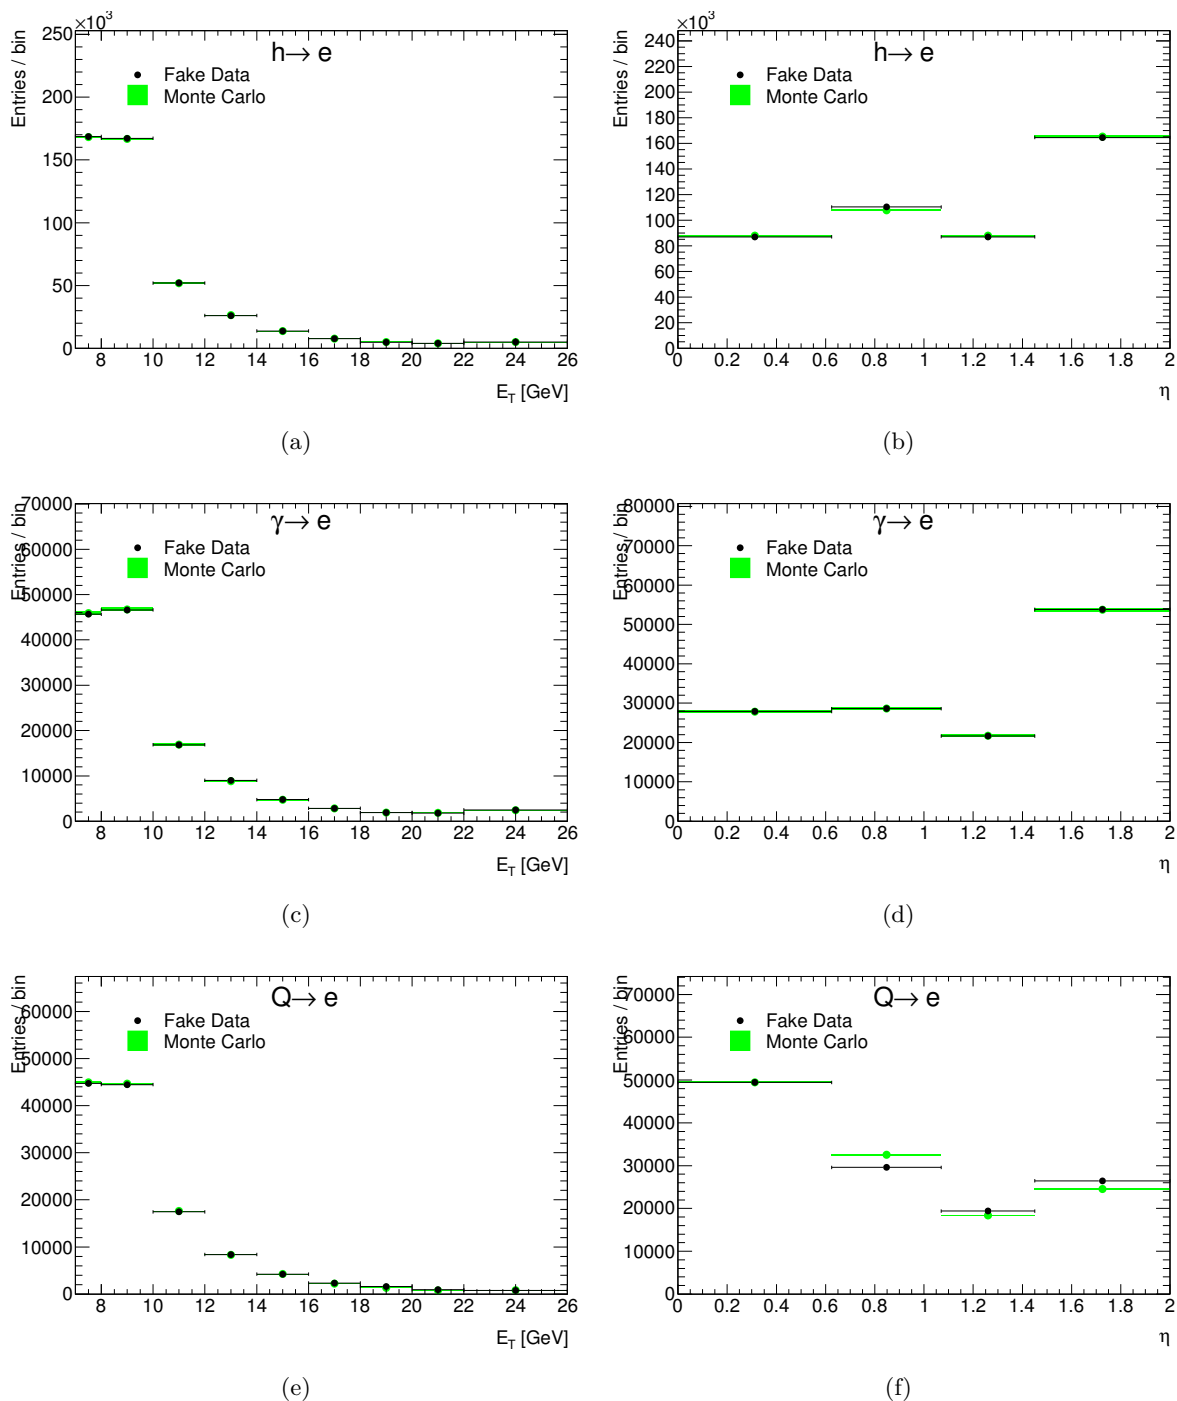 ×10³
Entries / bin
h→ e
Fake Data
Monte Carlo
250
200
150
100
50
0
8 10 12 14 16 18 20 22 24 26
E_T [GeV]
(a)
×10³
Entries / bin
h→ e
Fake Data
Monte Carlo
240
220
200
180
160
140
120
100
80
60
40
20
0
0 0.2 0.4 0.6 0.8 1 1.2 1.4 1.6 1.8 2
η
(b)
Entries / bin
γ→ e
Fake Data
Monte Carlo
70000
60000
50000
40000
30000
20000
10000
0
8 10 12 14 16 18 20 22 24 26
E_T [GeV]
(c)
Entries / bin
γ→ e
Fake Data
Monte Carlo
80000
70000
60000
50000
40000
30000
20000
10000
0
0 0.2 0.4 0.6 0.8 1 1.2 1.4 1.6 1.8 2
η
(d)
Entries / bin
Q→ e
Fake Data
Monte Carlo
60000
50000
40000
30000
20000
10000
0
8 10 12 14 16 18 20 22 24 26
E_T [GeV]
(e)
Entries / bin
Q→ e
Fake Data
Monte Carlo
70000
60000
50000
40000
30000
20000
10000
0
0 0.2 0.4 0.6 0.8 1 1.2 1.4 1.6 1.8 2
η
(f)